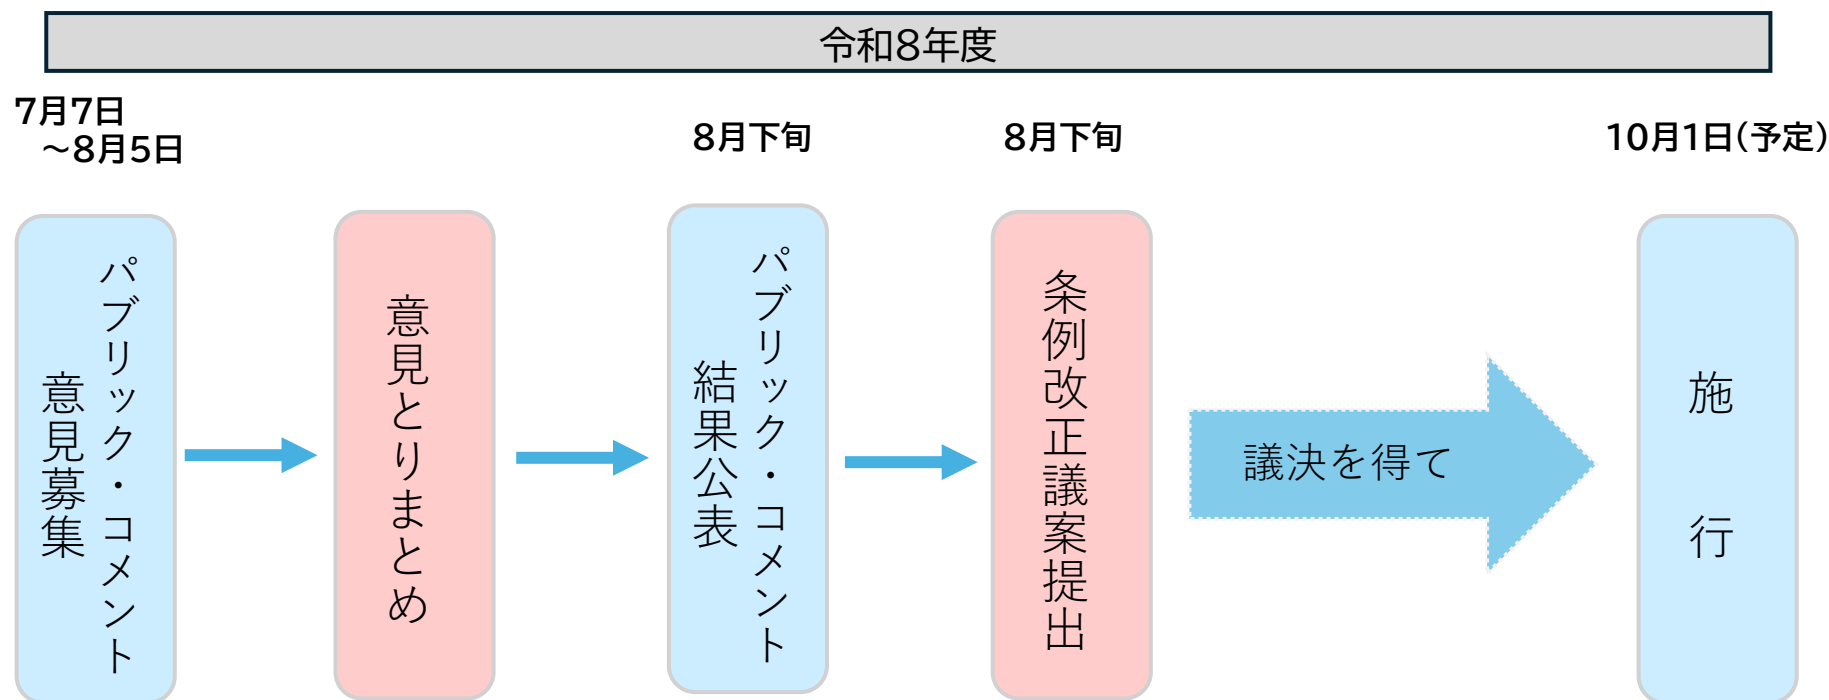 令和8年度
7月7日
～8月5日
8月下旬
8月下旬
10月1日(予定)
パブリック・コメント
意見募集
意見とりまとめ
パブリック・コメント
結果公表
条例改正議案提出
議決を得て
施行